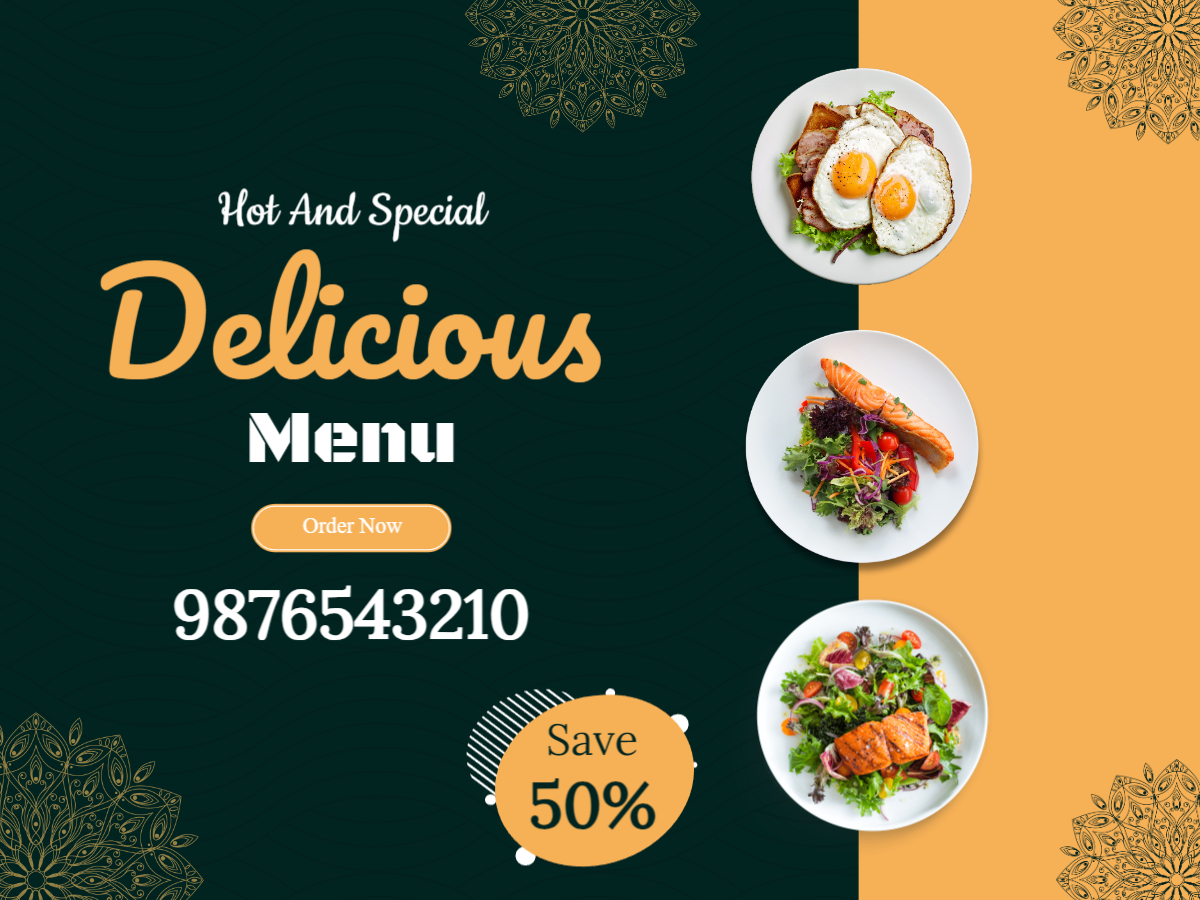 Hot And Special
Delicious
Menu
Order Now
9876543210
Save
50%